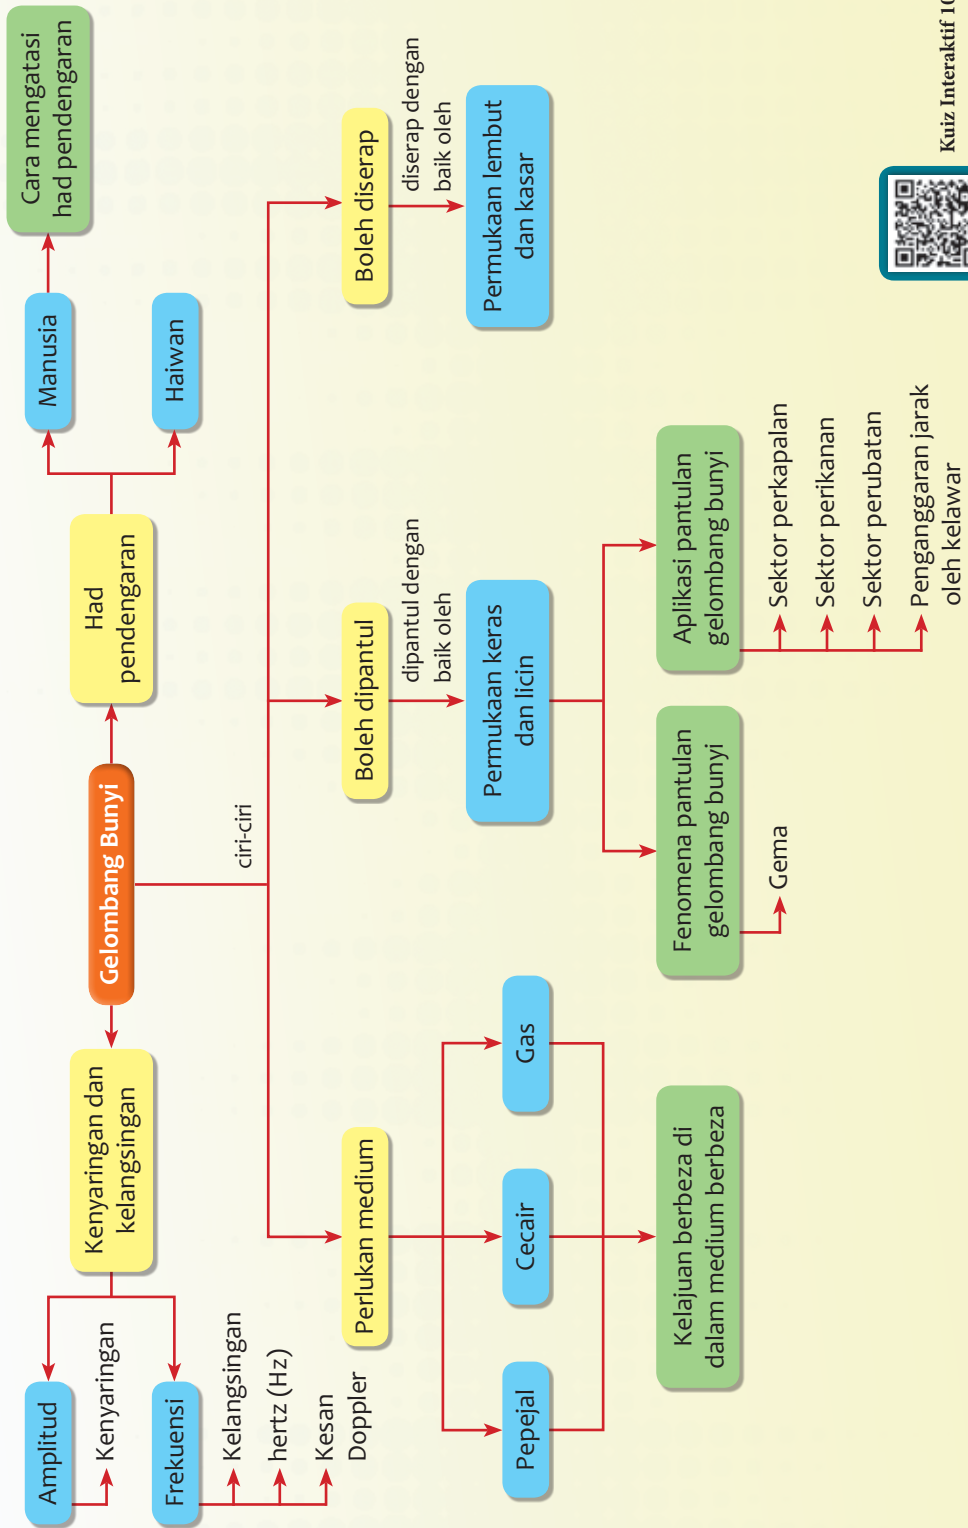 Gelombang Bunyi
Kenyaringan dan
kelangsingan
Amplitud
Kenyaringan
Frekuensi
Kelangsingan
hertz (Hz)
Kesan
Doppler
Had
pendengaran
Manusia
Cara mengatasi
had pendengaran
Haiwan
ciri-ciri
Perlukan medium
Pepejal
Cecair
Gas
Kelajuan berbeza di
dalam medium berbeza
Boleh dipantul
dipantul dengan
baik oleh
Permukaan keras
dan licin
Fenomena pantulan
gelombang bunyi
Gema
Aplikasi pantulan
gelombang bunyi
Sektor perkapalan
Sektor perikanan
Sektor perubatan
Penganggaran jarak
oleh kelawar
Boleh diserap
diserap dengan
baik oleh
Permukaan lembut
dan kasar
Kuiz Interaktif 10